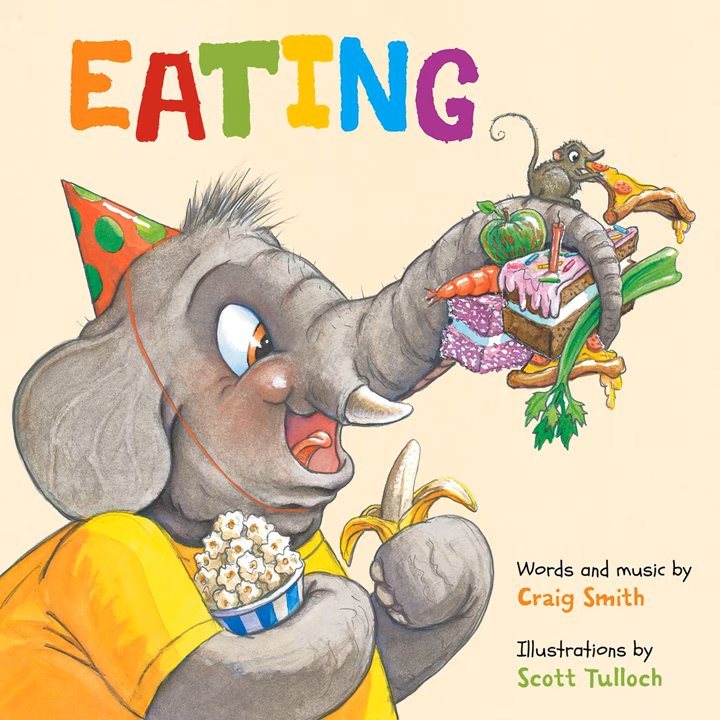 EATING
Words and music by
Craig Smith
Illustrations by
Scott Tulloch